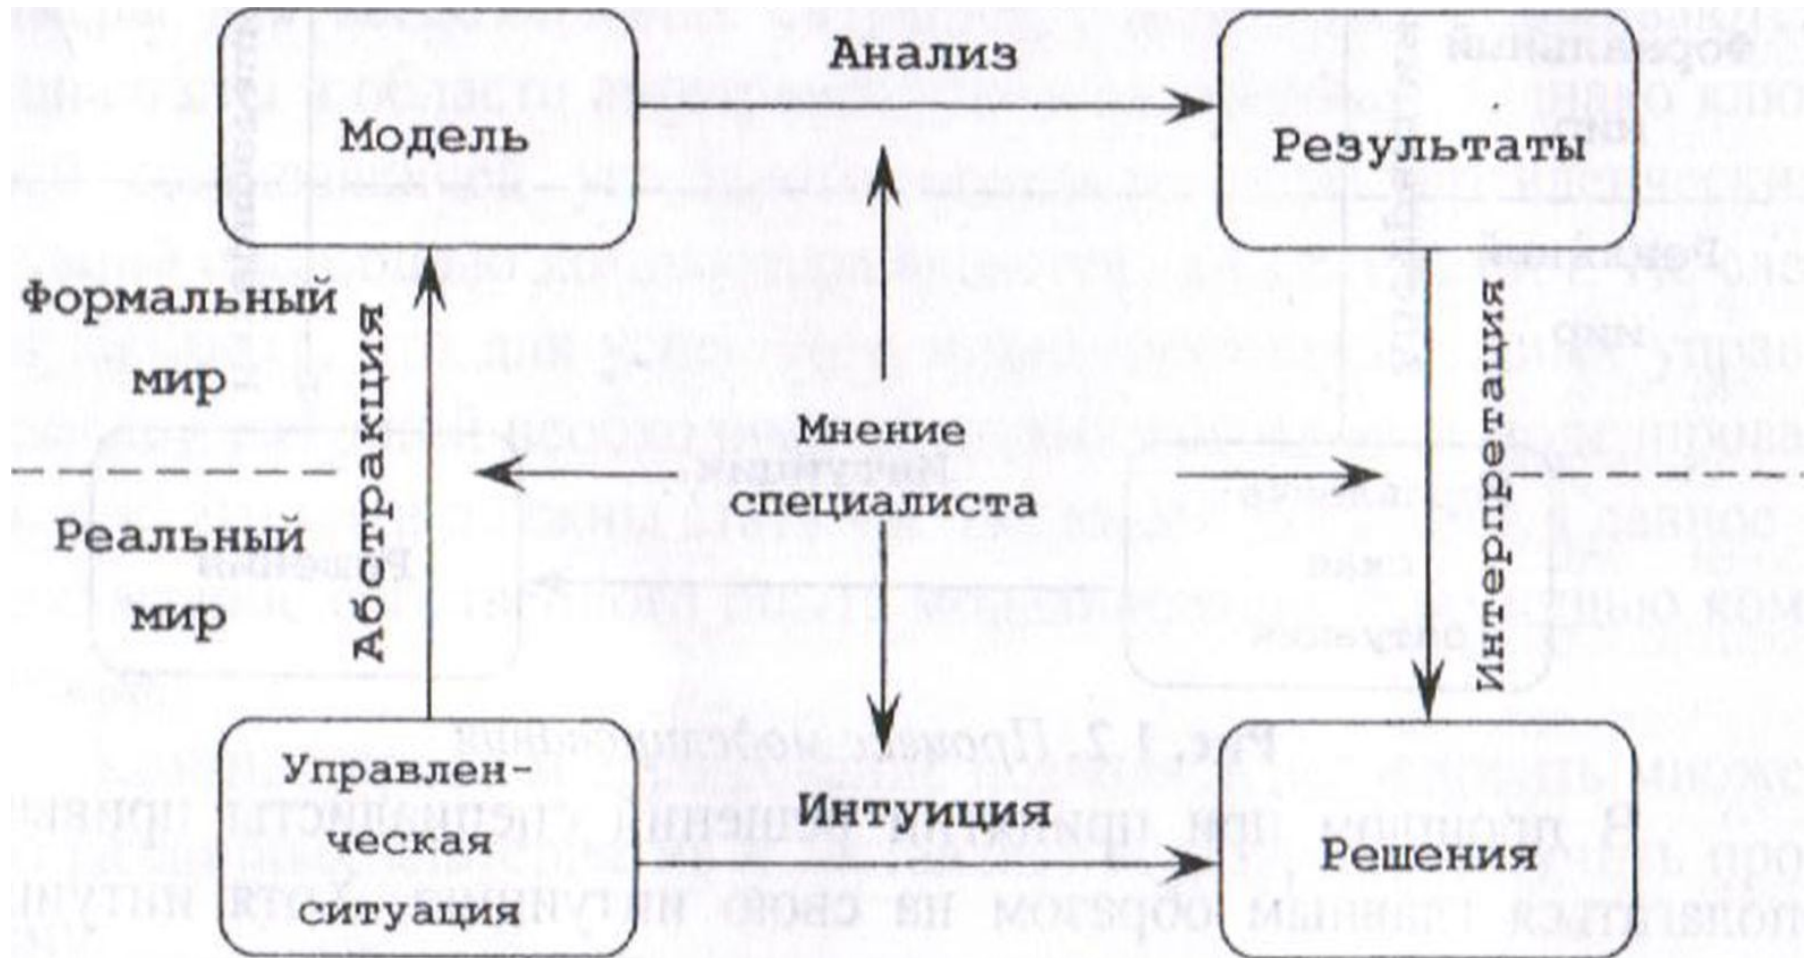 Анализ
Модель
Результаты
Формальный
мир
Абстракция
Мнение
специалиста
Интерпретация
Реальный
мир
Управлен-
ческая
ситуация
Интуиция
Решения